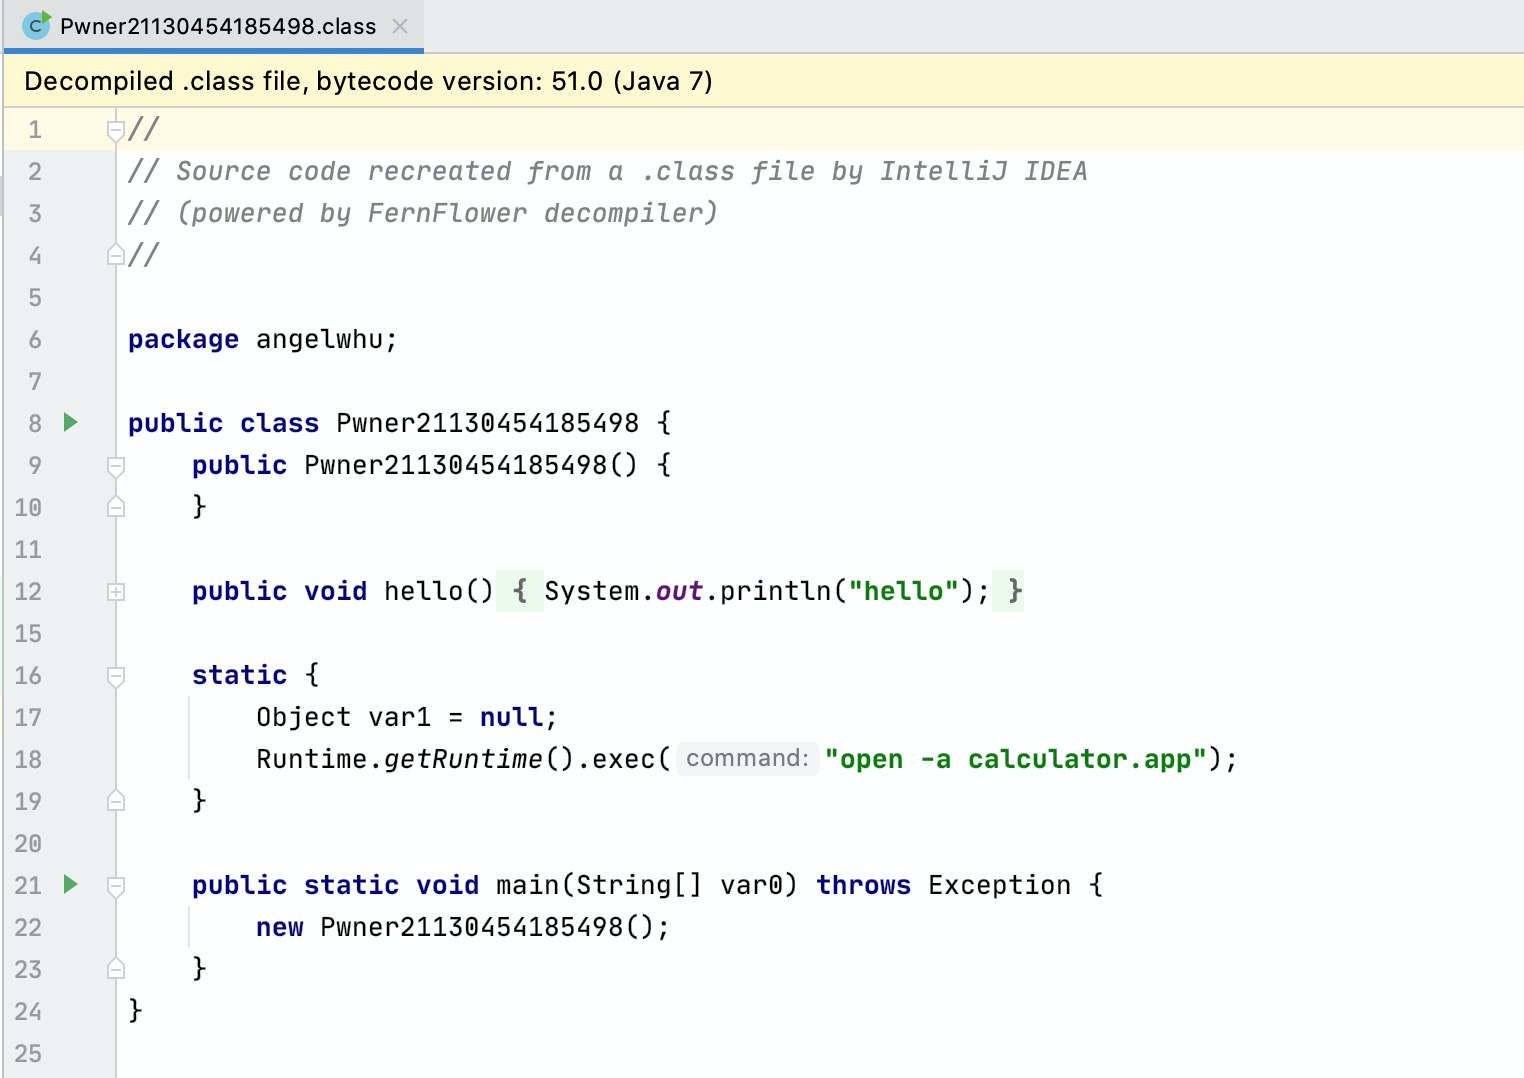 Pwner21130454185498.class
Decompiled .class file, bytecode version: 51.0 (Java 7)
1 //
2 // Source code recreated from a .class file by IntelliJ IDEA
3 // (powered by FernFlower decompiler)
4 //
5
6 package angelwhu;
7
8 public class Pwner21130454185498 {
9     public Pwner21130454185498() {
10     }
11
12     public void hello() { System.out.println("hello"); }
15
16     static {
17         Object var1 = null;
18         Runtime.getRuntime().exec( command: "open -a calculator.app");
19     }
20
21     public static void main(String[] var0) throws Exception {
22         new Pwner21130454185498();
23     }
24 }
25